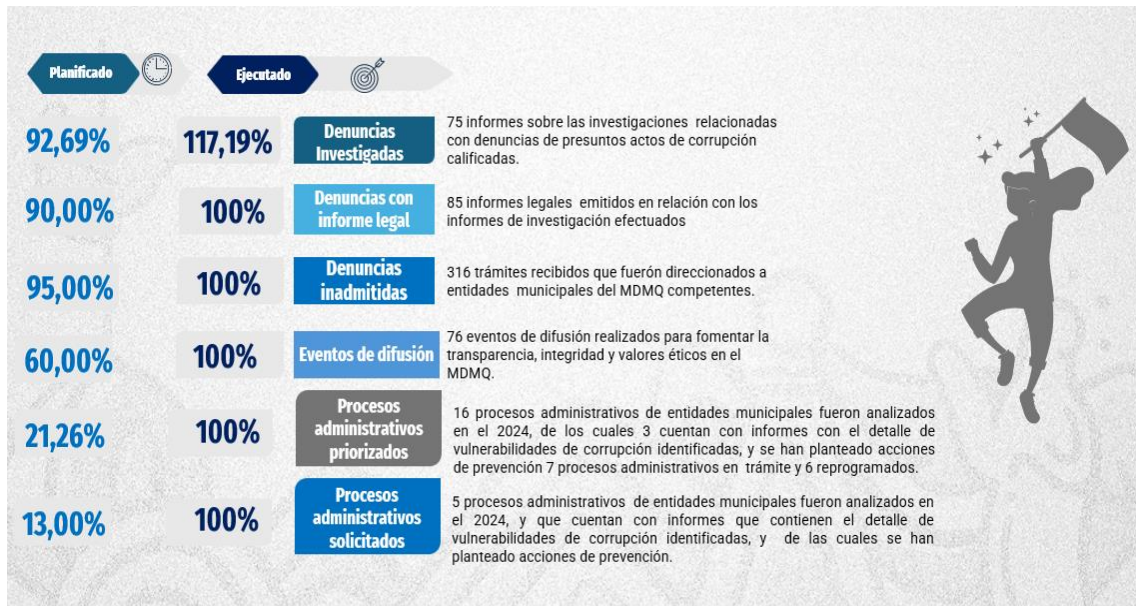 Planificado
Ejecutado
92,69%
117,19%
Denuncias
Investigadas
75 informes sobre las investigaciones relacionadas
con denuncias de presuntos actos de corrupción
calificadas.
90,00%
100%
Denuncias con
informe legal
85 informes legales emitidos en relación con los
informes de investigación efectuados
95,00%
100%
Denuncias
inadmitidas
316 trámites recibidos que fuerón direccionados a
entidades municipales del MDMQ competentes.
60,00%
100%
Eventos de difusión
76 eventos de difusión realizados para fomentar la
transparencia, integridad y valores éticos en el
MDMQ.
21,26%
100%
Procesos
administrativos
priorizados
16 procesos administrativos de entidades municipales fueron analizados
en el 2024, de los cuales 3 cuentan con informes con el detalle de
vulnerabilidades de corrupción identificadas, y se han planteado acciones
de prevención 7 procesos administrativos en trámite y 6 reprogramados.
13,00%
100%
Procesos
administrativos
solicitados
5 procesos administrativos de entidades municipales fueron analizados en
el 2024, y que cuentan con informes que contienen el detalle de
vulnerabilidades de corrupción identificadas, y de las cuales se han
planteado acciones de prevención.